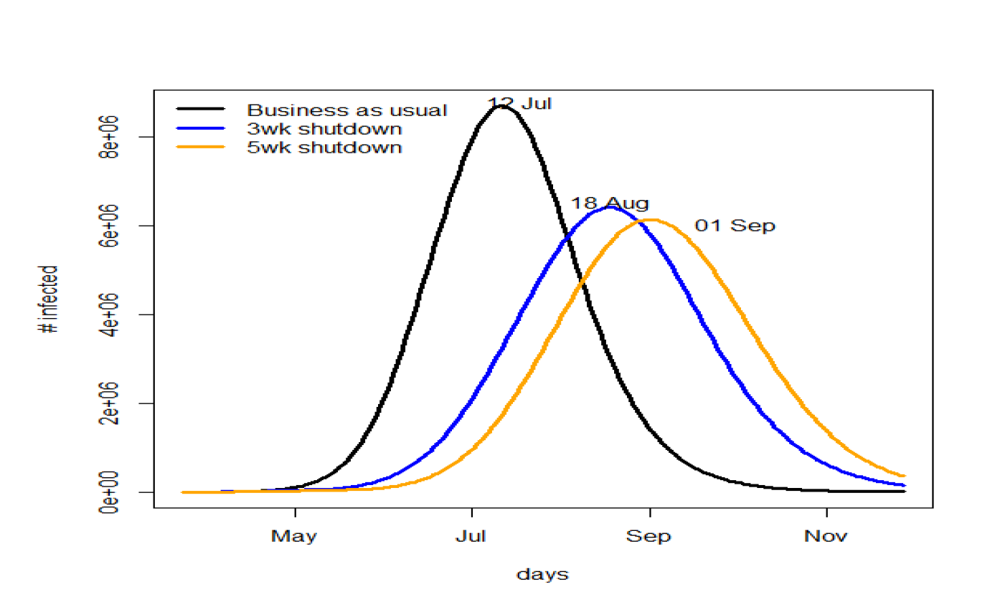 12 Jul
Business as usual
3wk shutdown
5wk shutdown
18 Aug
01 Sep
# infected
8e+06
6e+06
4e+06
2e+06
0e+00
May Jul Sep Nov
days